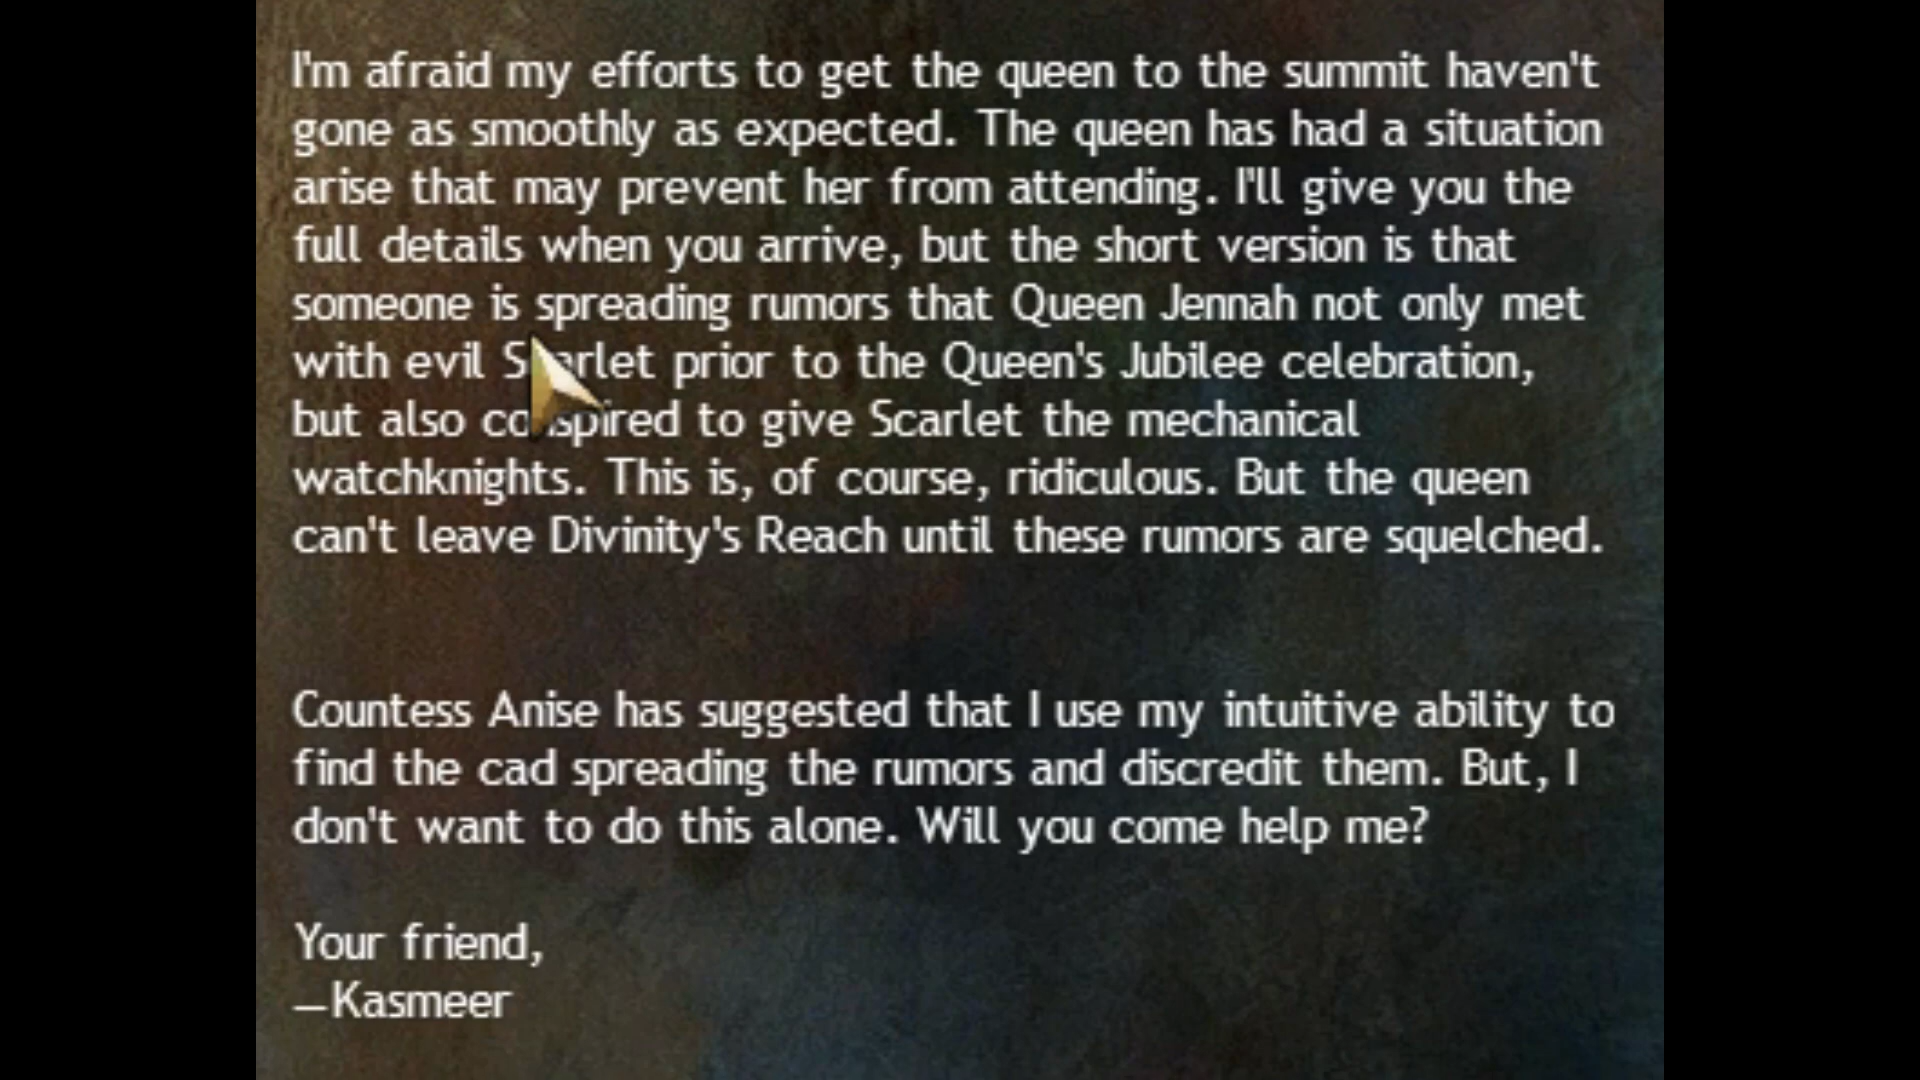 I'm afraid my efforts to get the queen to the summit haven't
gone as smoothly as expected. The queen has had a situation
arise that may prevent her from attending. I'll give you the
full details when you arrive, but the short version is that
someone is spreading rumors that Queen Jennah not only met
with evil Scarlet prior to the Queen's Jubilee celebration,
but also conspired to give Scarlet the mechanical
watchknights. This is, of course, ridiculous. But the queen
can't leave Divinity's Reach until these rumors are squelched.
Countess Anise has suggested that I use my intuitive ability to
find the cad spreading the rumors and discredit them. But, I
don't want to do this alone. Will you come help me?
Your friend,
—Kasmeer